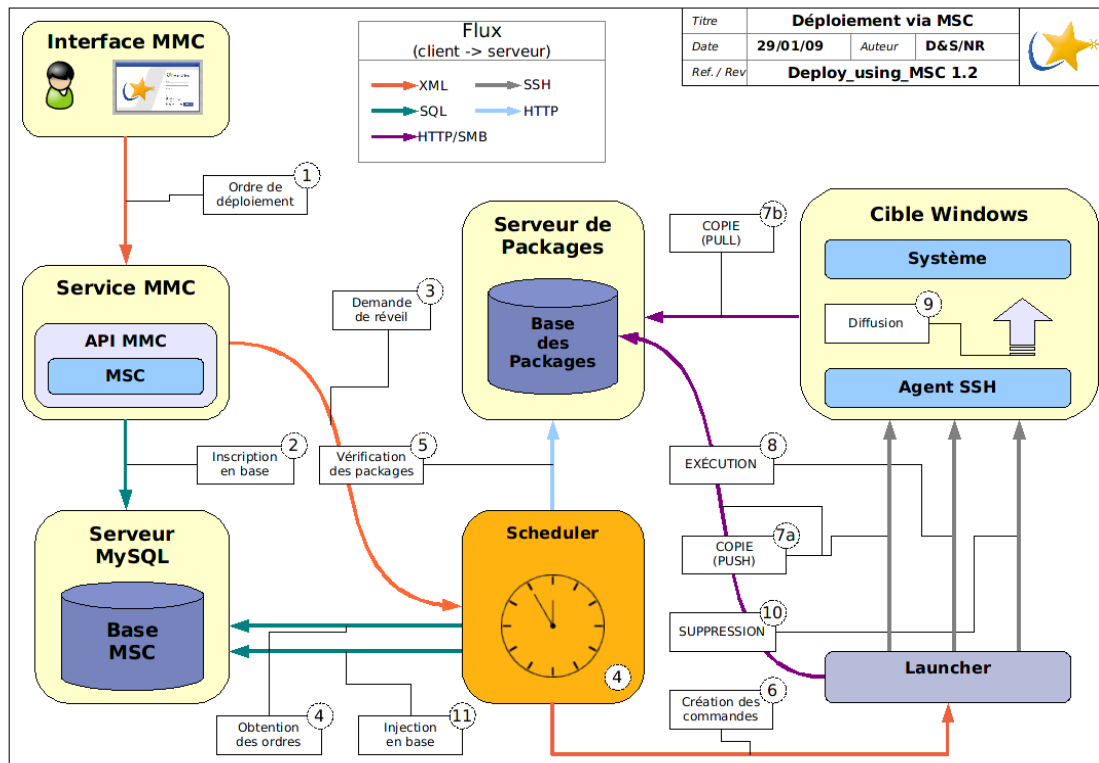 Interface MMC
Flux
(client -> serveur)
XML
SSH
SQL
HTTP
HTTP/SMB
Titre
Déploiement via MSC
Date
29/01/09
Auteur
D&S/NR
Ref. / Rev
Deploy_using_MSC 1.2
1
Ordre de
déploiement
Service MMC
API MMC
MSC
3
Demande
de réveil
Serveur de
Packages
Base
des
Packages
7b
COPIE
(PULL)
Cible Windows
Système
9
Diffusion
Agent SSH
2
Inscription
en base
5
Vérification
des packages
8
EXÉCUTION
Serveur
MySQL
Base
MSC
Scheduler
4
7a
COPIE
(PUSH)
10
SUPPRESSION
Launcher
4
Obtention
des ordres
11
Injection
en base
6
Création des
commandes